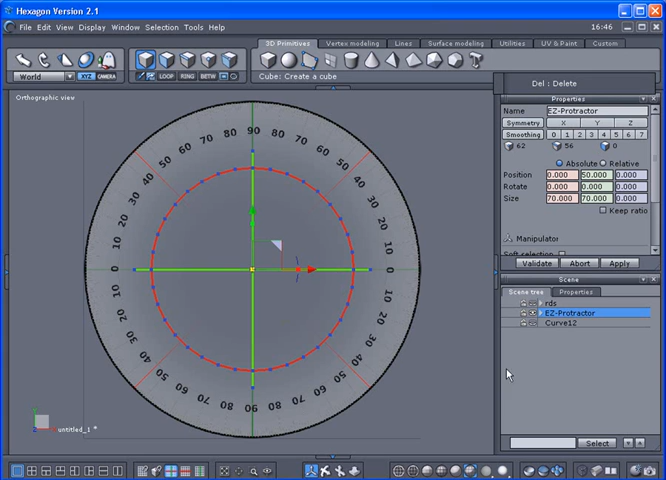 Hexagon Version 2.1
File Edit View Display Window Selection Tools Help
16:46
3D Primitives Vertex modeling Lines Surface modeling Utilities UV & Paint Custom
World XYZ CAMERA LOOP RING BETW
Cube: Create a cube
Del : Delete
Orthographic view
Properties
Name EZ-Protractor
Symmetry X Y Z
Smoothing 0 1 2 3 4 5 6 7
62 56 0
Absolute Relative
Position 0.000 50.000 0.000
Rotate 0.000 0.000 0.000
Size 70.000 70.000 0.000
Keep ratio
Manipulator
Soft selection
Validate Abort Apply
Scene
Scene tree Properties
rds
EZ-Protractor
Curve12
Select
90 80 70 60 50 40 30 20 10 0 10 20 30 40 50 60 70 80 90 80 70 60 50 40 30 20 10 0 10 20 30 40 50 60 70 80
untitled_1 *